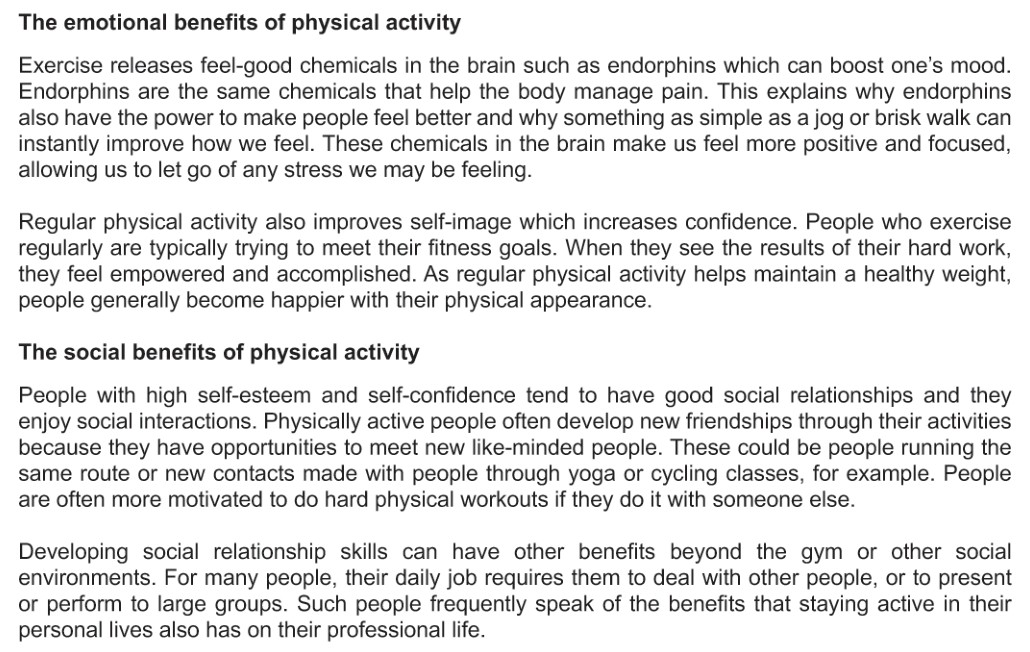 The emotional benefits of physical activity
Exercise releases feel-good chemicals in the brain such as endorphins which can boost one’s mood.
Endorphins are the same chemicals that help the body manage pain. This explains why endorphins
also have the power to make people feel better and why something as simple as a jog or brisk walk can
instantly improve how we feel. These chemicals in the brain make us feel more positive and focused,
allowing us to let go of any stress we may be feeling.
Regular physical activity also improves self-image which increases confidence. People who exercise
regularly are typically trying to meet their fitness goals. When they see the results of their hard work,
they feel empowered and accomplished. As regular physical activity helps maintain a healthy weight,
people generally become happier with their physical appearance.
The social benefits of physical activity
People with high self-esteem and self-confidence tend to have good social relationships and they
enjoy social interactions. Physically active people often develop new friendships through their activities
because they have opportunities to meet new like-minded people. These could be people running the
same route or new contacts made with people through yoga or cycling classes, for example. People
are often more motivated to do hard physical workouts if they do it with someone else.
Developing social relationship skills can have other benefits beyond the gym or other social
environments. For many people, their daily job requires them to deal with other people, or to present
or perform to large groups. Such people frequently speak of the benefits that staying active in their
personal lives also has on their professional life.